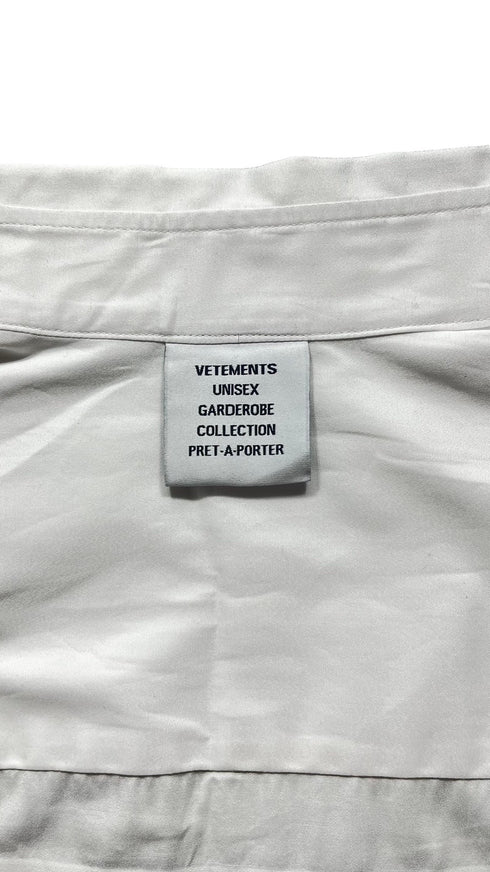 VETEMENTS
UNISEX
GARDEROBE
COLLECTION
PRET-A-PORTER